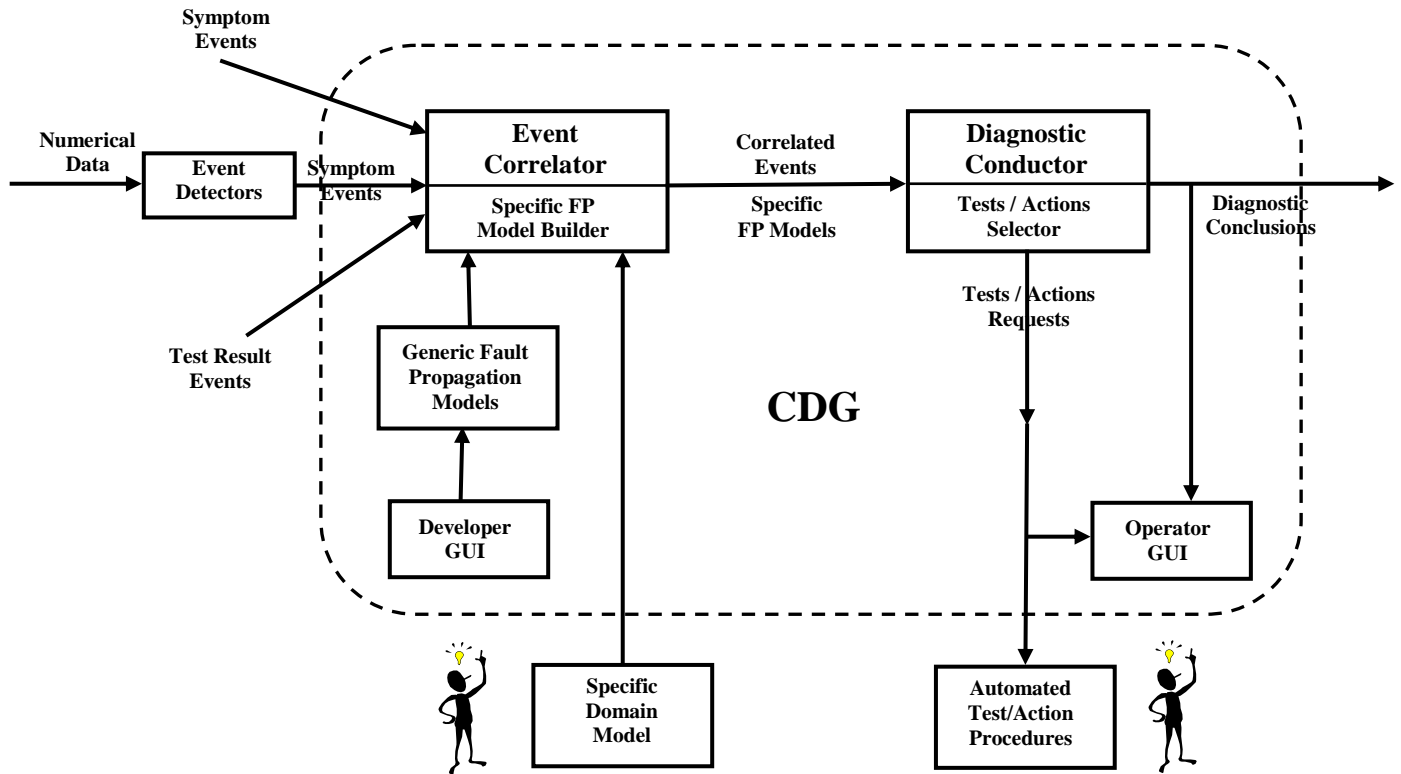 Symptom
Events
Numerical
Data
Event
Detectors
Symptom
Events
Event
Correlator
Specific FP
Model Builder
Correlated
Events
Specific
FP Models
Diagnostic
Conductor
Tests / Actions
Selector
Diagnostic
Conclusions
Tests / Actions
Requests
Test Result
Events
Generic Fault
Propagation
Models
CDG
Developer
GUI
Operator
GUI
Specific
Domain
Model
Automated
Test/Action
Procedures